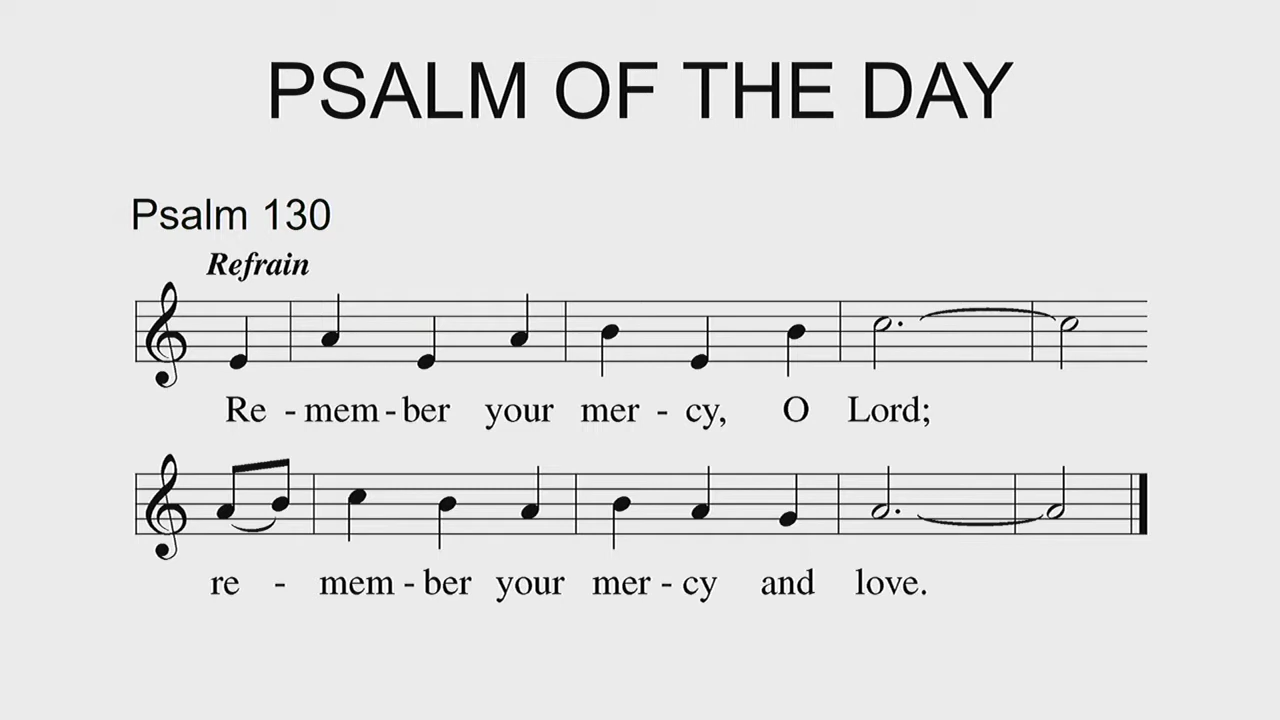 PSALM OF THE DAY
Psalm 130
Refrain
Re - mem - ber your mer - cy, O Lord;
re - mem - ber your mer - cy and love.